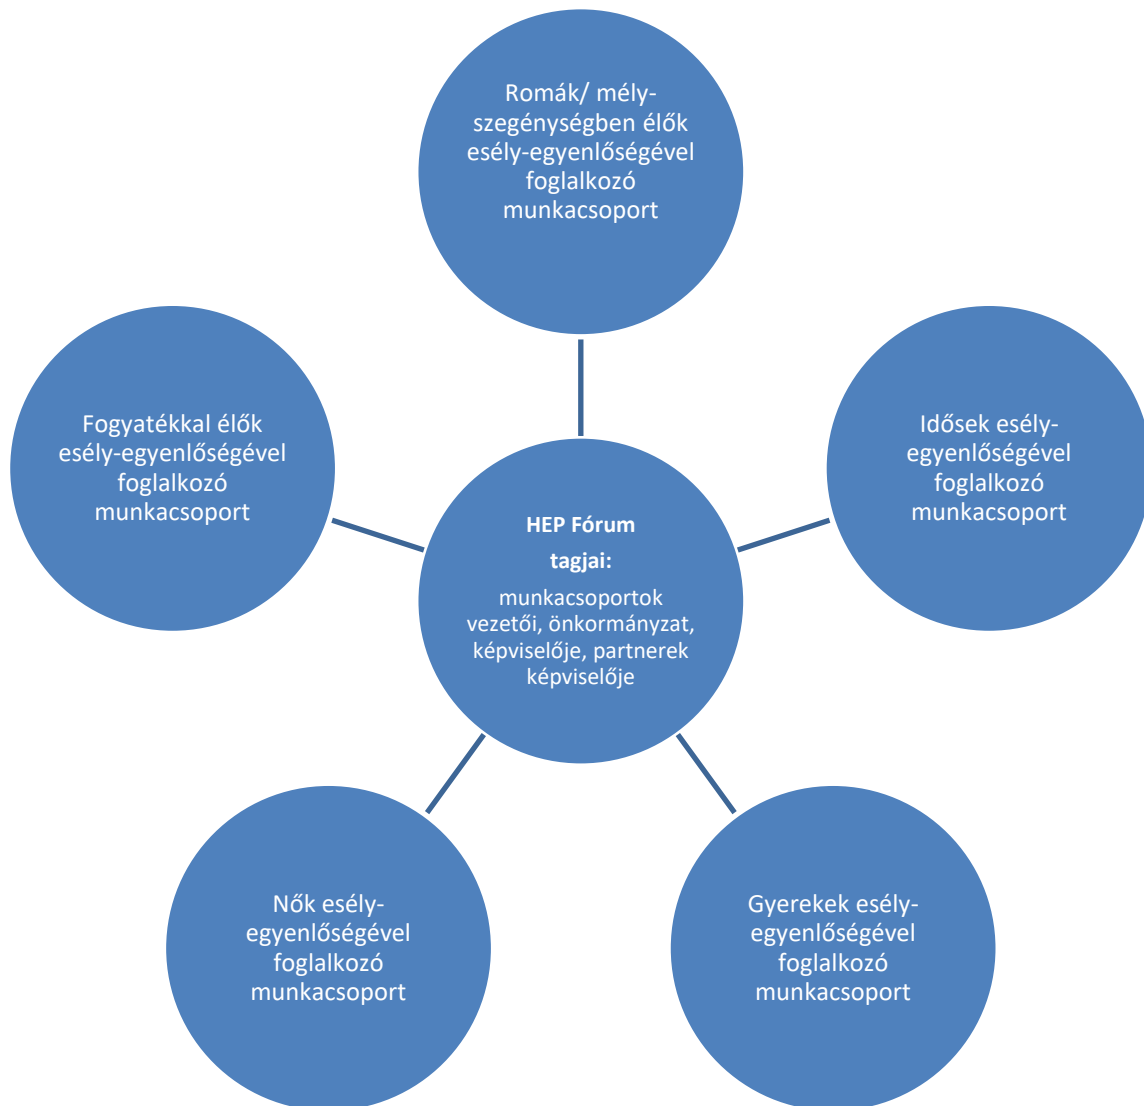 Romák/ mély-
szegénységben élők
esély-egyenlőségével
foglalkozó
munkacsoport
Fogyatékkal élők
esély-egyenlőségével
foglalkozó
munkacsoport
Idősek esély-
egyenlőségével
foglalkozó
munkacsoport
HEP Fórum
tagjai:
munkacsoportok
vezetői, önkormányzat,
képviselője, partnerek
képviselője
Nők esély-
egyenlőségével
foglalkozó
munkacsoport
Gyerekek esély-
egyenlőségével
foglalkozó
munkacsoport